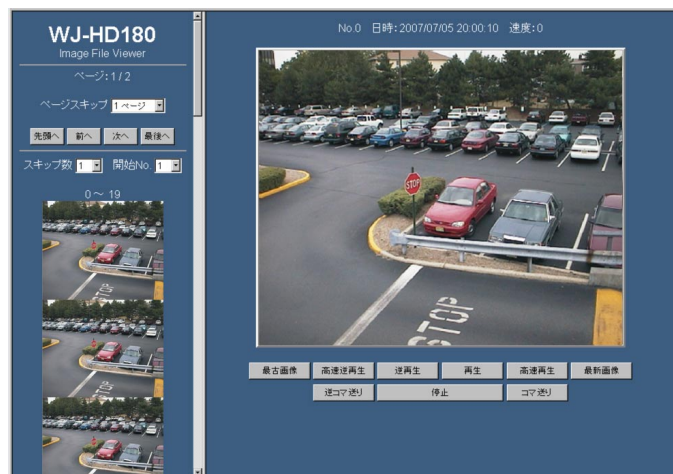 WJ-HD180
Image File Viewer
ページ:1/2
ページスキップ 1 ページ
先頭へ 前へ 次へ 最後へ
スキップ数 1 開始No. 1
0～ 19
No.0 日時:2007/07/05 20:00:10 速度:0
STOP
STOP
最古画像 高速逆再生 逆再生 再生 高速再生 最新画像
逆コマ送り 停止 コマ送り
STOP
STOP